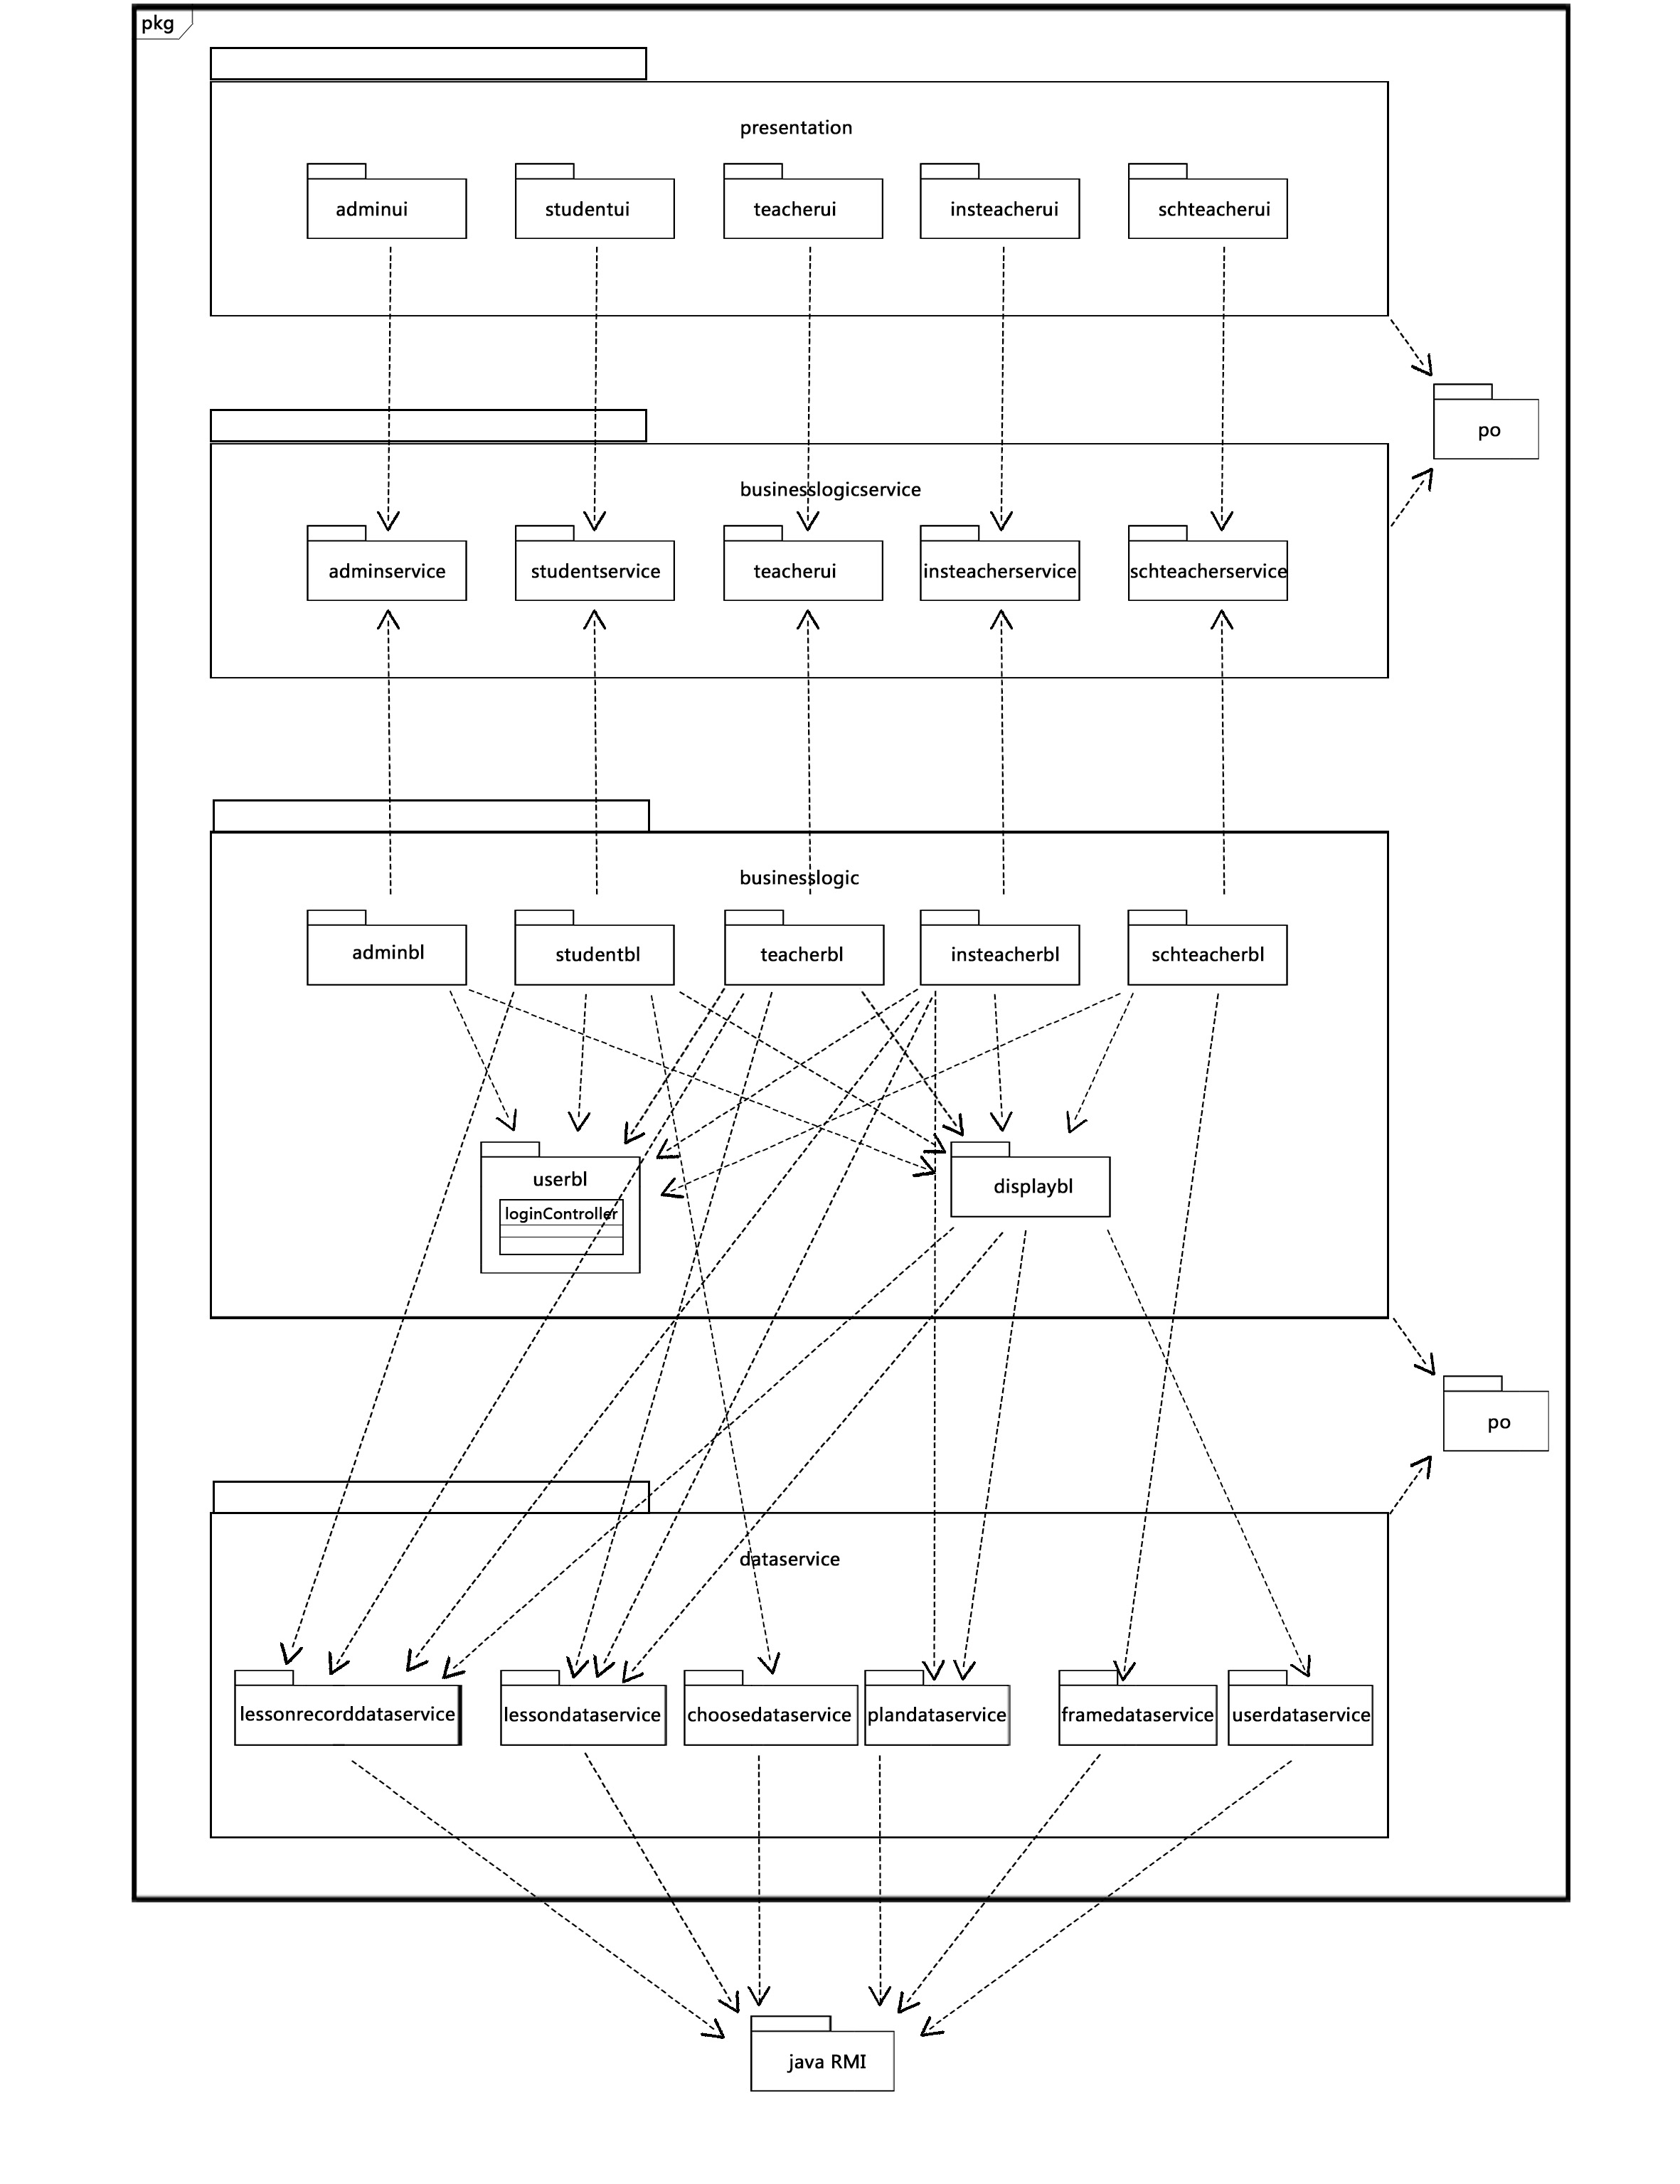 pkg
presentation
adminui
studentui
teacherui
insteacherui
schteacherui
po
businesslogicservice
adminservice
studentservice
teacherui
insteacherservice
schteacherservice
businesslogic
adminbl
studentbl
teacherbl
insteacherbl
schteacherbl
userbl
loginController
displaybl
po
dataservice
lessonrecorddataservice
lessondataservice
choosedataservice
plandataservice
framedataservice
userdataservice
java RMI